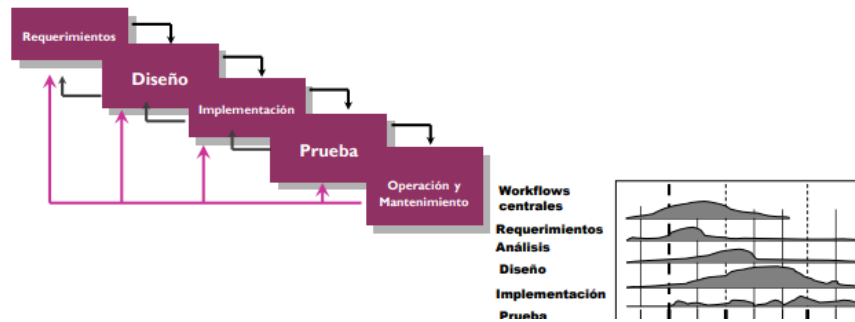 Requerimientos
Diseño
Implementación
Prueba
Operación y
Mantenimiento
Workflows
centrales
Requerimientos
Análisis
Diseño
Implementación
Prueba